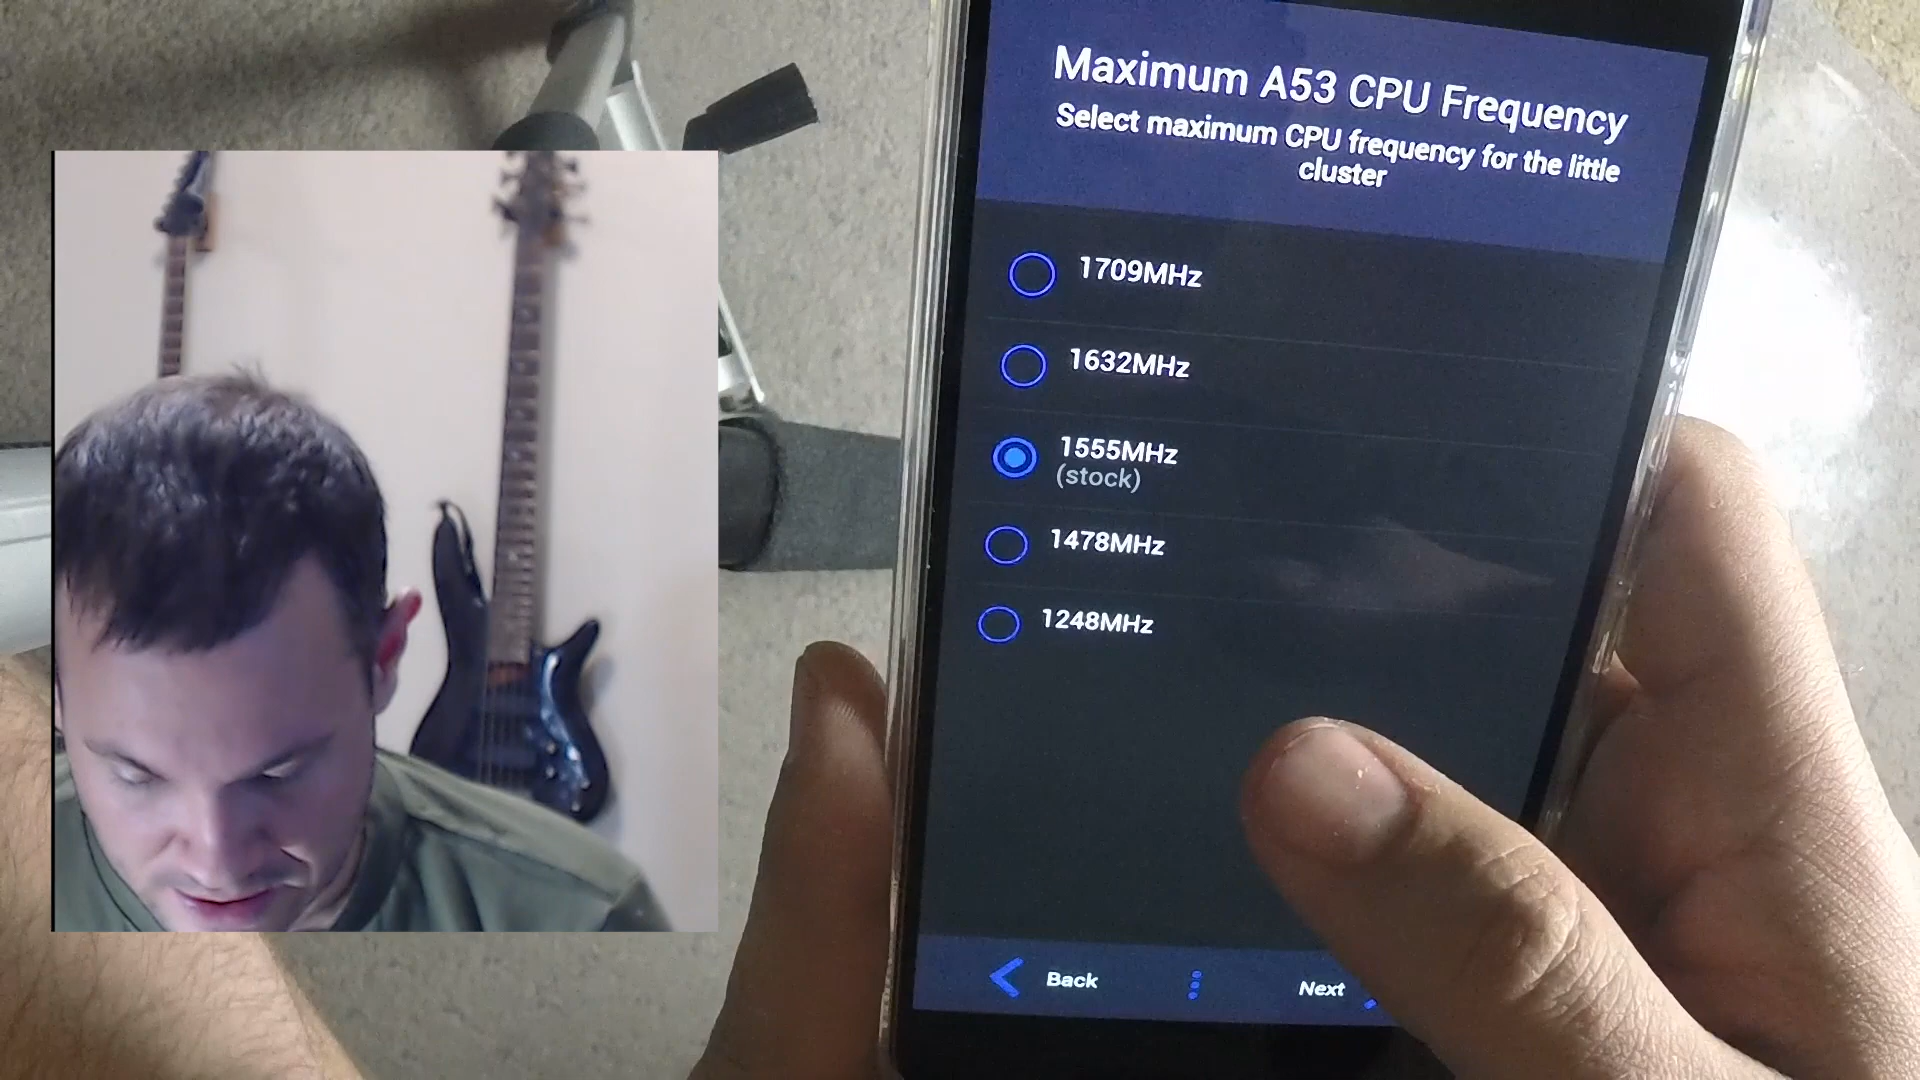 Maximum A53 CPU Frequency
Select maximum CPU frequency for the little
cluster
1709MHz
1632MHz
1555MHz
(stock)
1478MHz
1248MHz
Back
Next